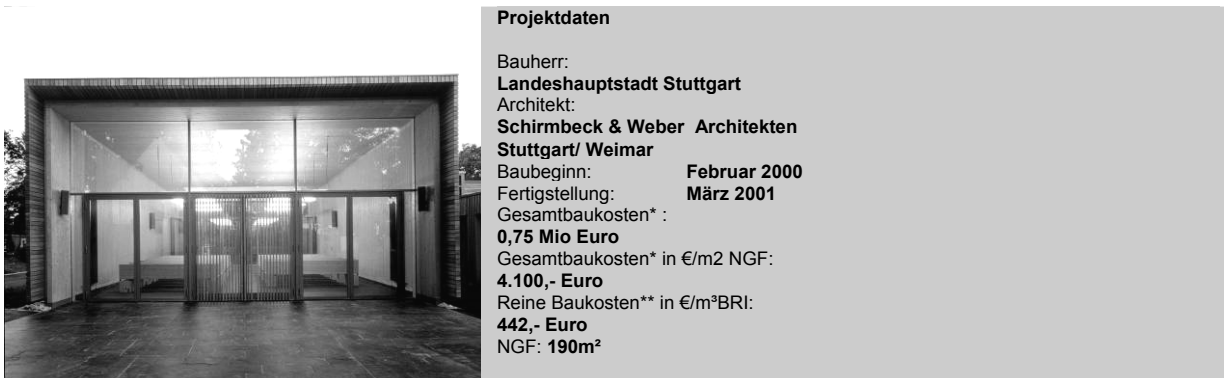 Projektdaten
Bauherr:
Landeshauptstadt Stuttgart
Architekt:
Schirmbeck & Weber Architekten
Stuttgart/ Weimar
Baubeginn: Februar 2000
Fertigstellung: März 2001
Gesamtbaukosten* :
0,75 Mio Euro
Gesamtbaukosten* in €/m2 NGF:
4.100,- Euro
Reine Baukosten** in €/m³BRI:
442,- Euro
NGF: 190m²